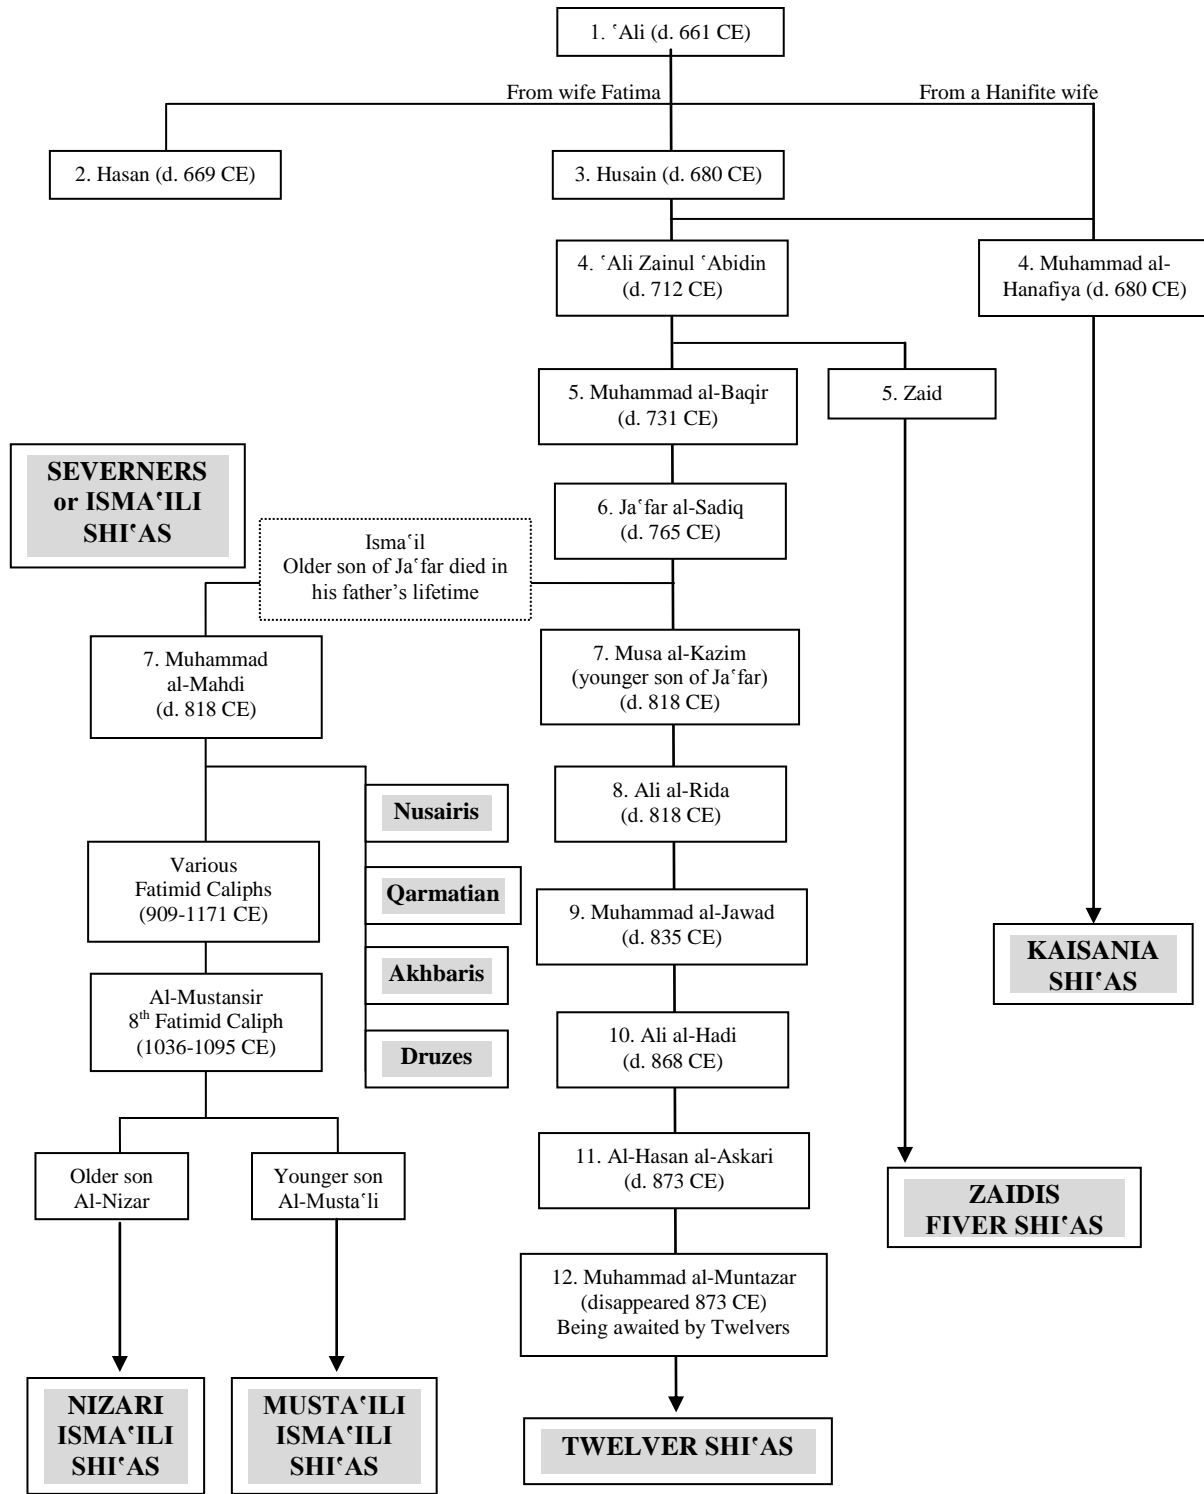 1. ʿAli (d. 661 CE)
From wife Fatima
From a Hanifite wife
2. Hasan (d. 669 CE)
3. Husain (d. 680 CE)
4. ʿAli Zainul ʿAbidin
(d. 712 CE)
4. Muhammad al-
Hanafiya (d. 680 CE)
5. Muhammad al-Baqir
(d. 731 CE)
5. Zaid
SEVERNERS
or ISMAʿILI
SHIʿAS
6. Jaʿfar al-Sadiq
(d. 765 CE)
Ismaʿil
Older son of Jaʿfar died in
his father’s lifetime
7. Muhammad
al-Mahdi
(d. 818 CE)
7. Musa al-Kazim
(younger son of Jaʿfar)
(d. 818 CE)
8. Ali al-Rida
(d. 818 CE)
Nusairis
Various
Fatimid Caliphs
(909-1171 CE)
Qarmatian
9. Muhammad al-Jawad
(d. 835 CE)
KAISANIA
SHIʿAS
Akhbaris
Al-Mustansir
8th Fatimid Caliph
(1036-1095 CE)
Druzes
10. Ali al-Hadi
(d. 868 CE)
11. Al-Hasan al-Askari
(d. 873 CE)
Older son
Al-Nizar
Younger son
Al-Mustaʿli
ZAIDIS
FIVER SHIʿAS
12. Muhammad al-Muntazar
(disappeared 873 CE)
Being awaited by Twelvers
NIZARI
ISMAʿILI
SHIʿAS
MUSTAʿILI
ISMAʿILI
SHIʿAS
TWELVER SHIʿAS